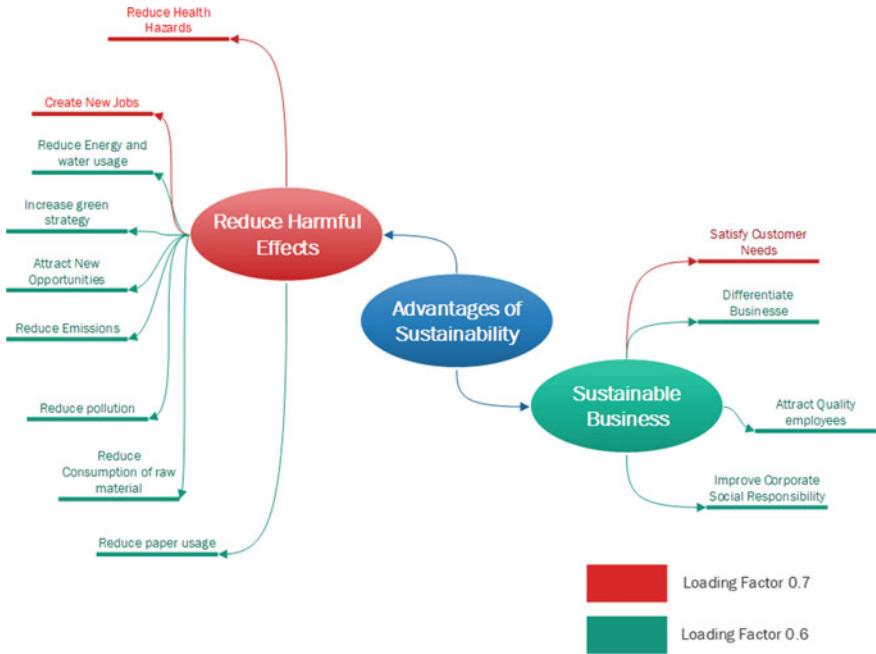 Reduce Health
Hazards
Create New Jobs
Reduce Energy and
water usage
Increase green
strategy
Attract New
Opportunities
Reduce Emissions
Reduce pollution
Reduce
Consumption of raw
material
Reduce paper usage
Reduce Harmful
Effects
Advantages of
Sustainability
Sustainable
Business
Satisfy Customer
Needs
Differentiate
Businesse
Attract Quality
employees
Improve Corporate
Social Responsibility
Loading Factor 0.7
Loading Factor 0.6